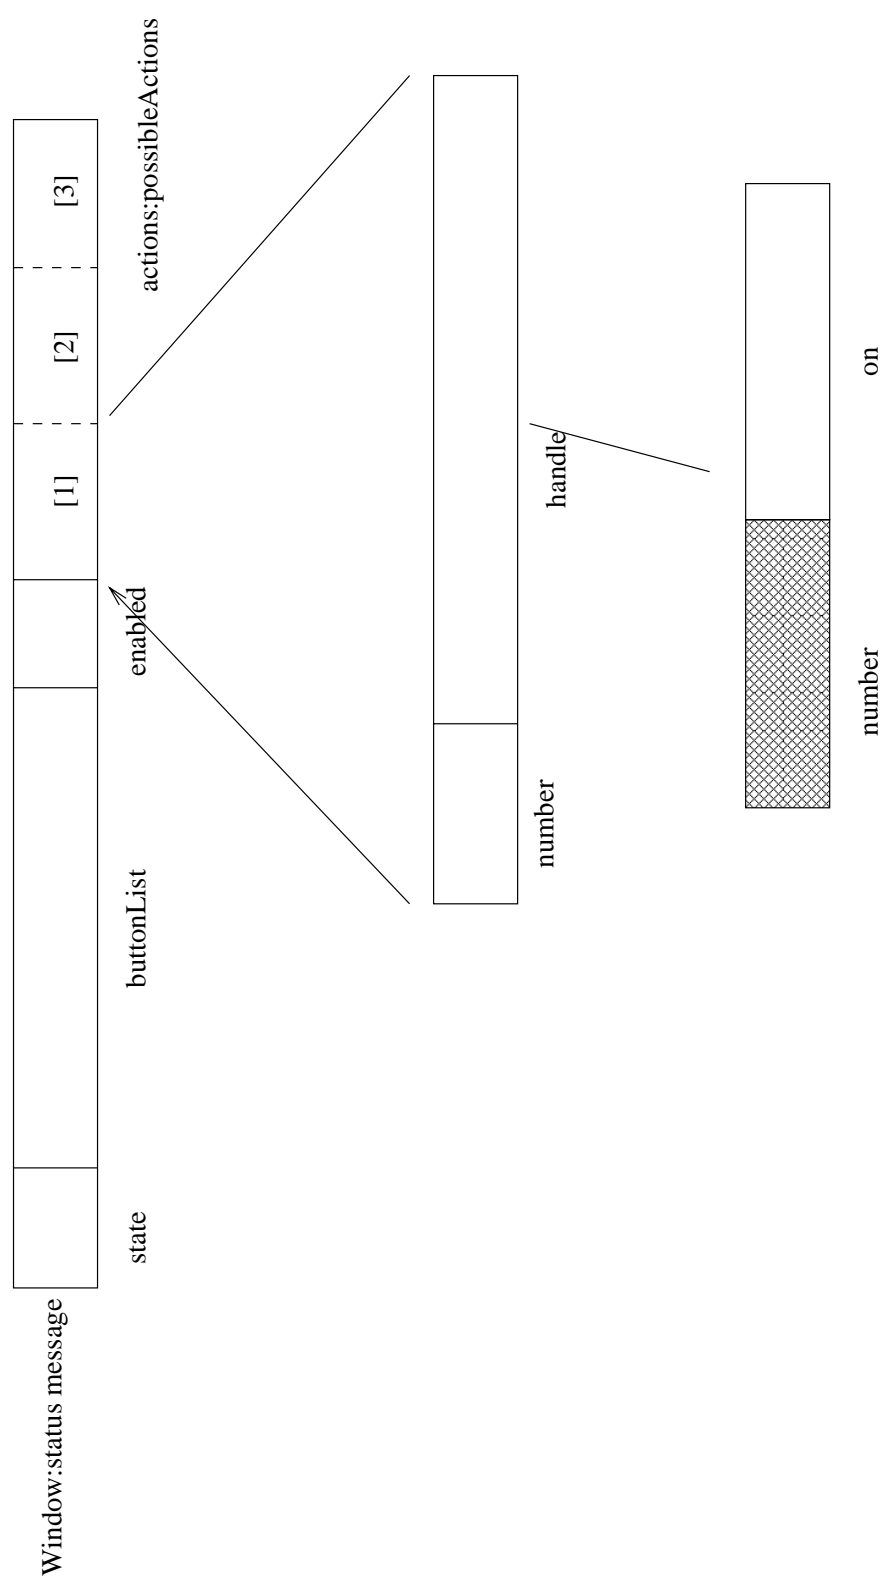 Window:status message
state
buttonList
enabled
[1]
[2]
[3]
actions:possibleActions
number
handle
number
on